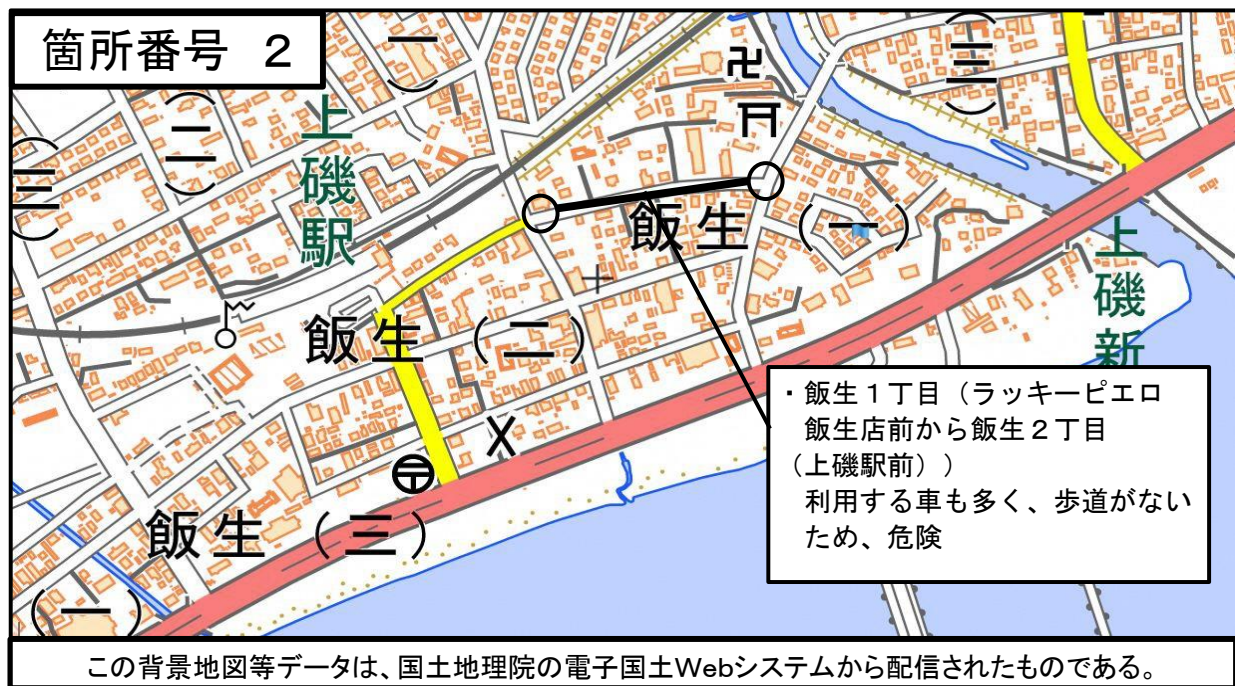 箇所番号 2
(一)
(二)
(三)
(三)
上磯駅
飯生 (一)
飯生 (二)
飯生 (三)
(一)
上磯新
・飯生1丁目(ラッキーピエロ
飯生店前から飯生2丁目
(上磯駅前))
利用する車も多く、歩道がない
ため、危険
この背景地図等データは、国土地理院の電子国土Webシステムから配信されたものである。